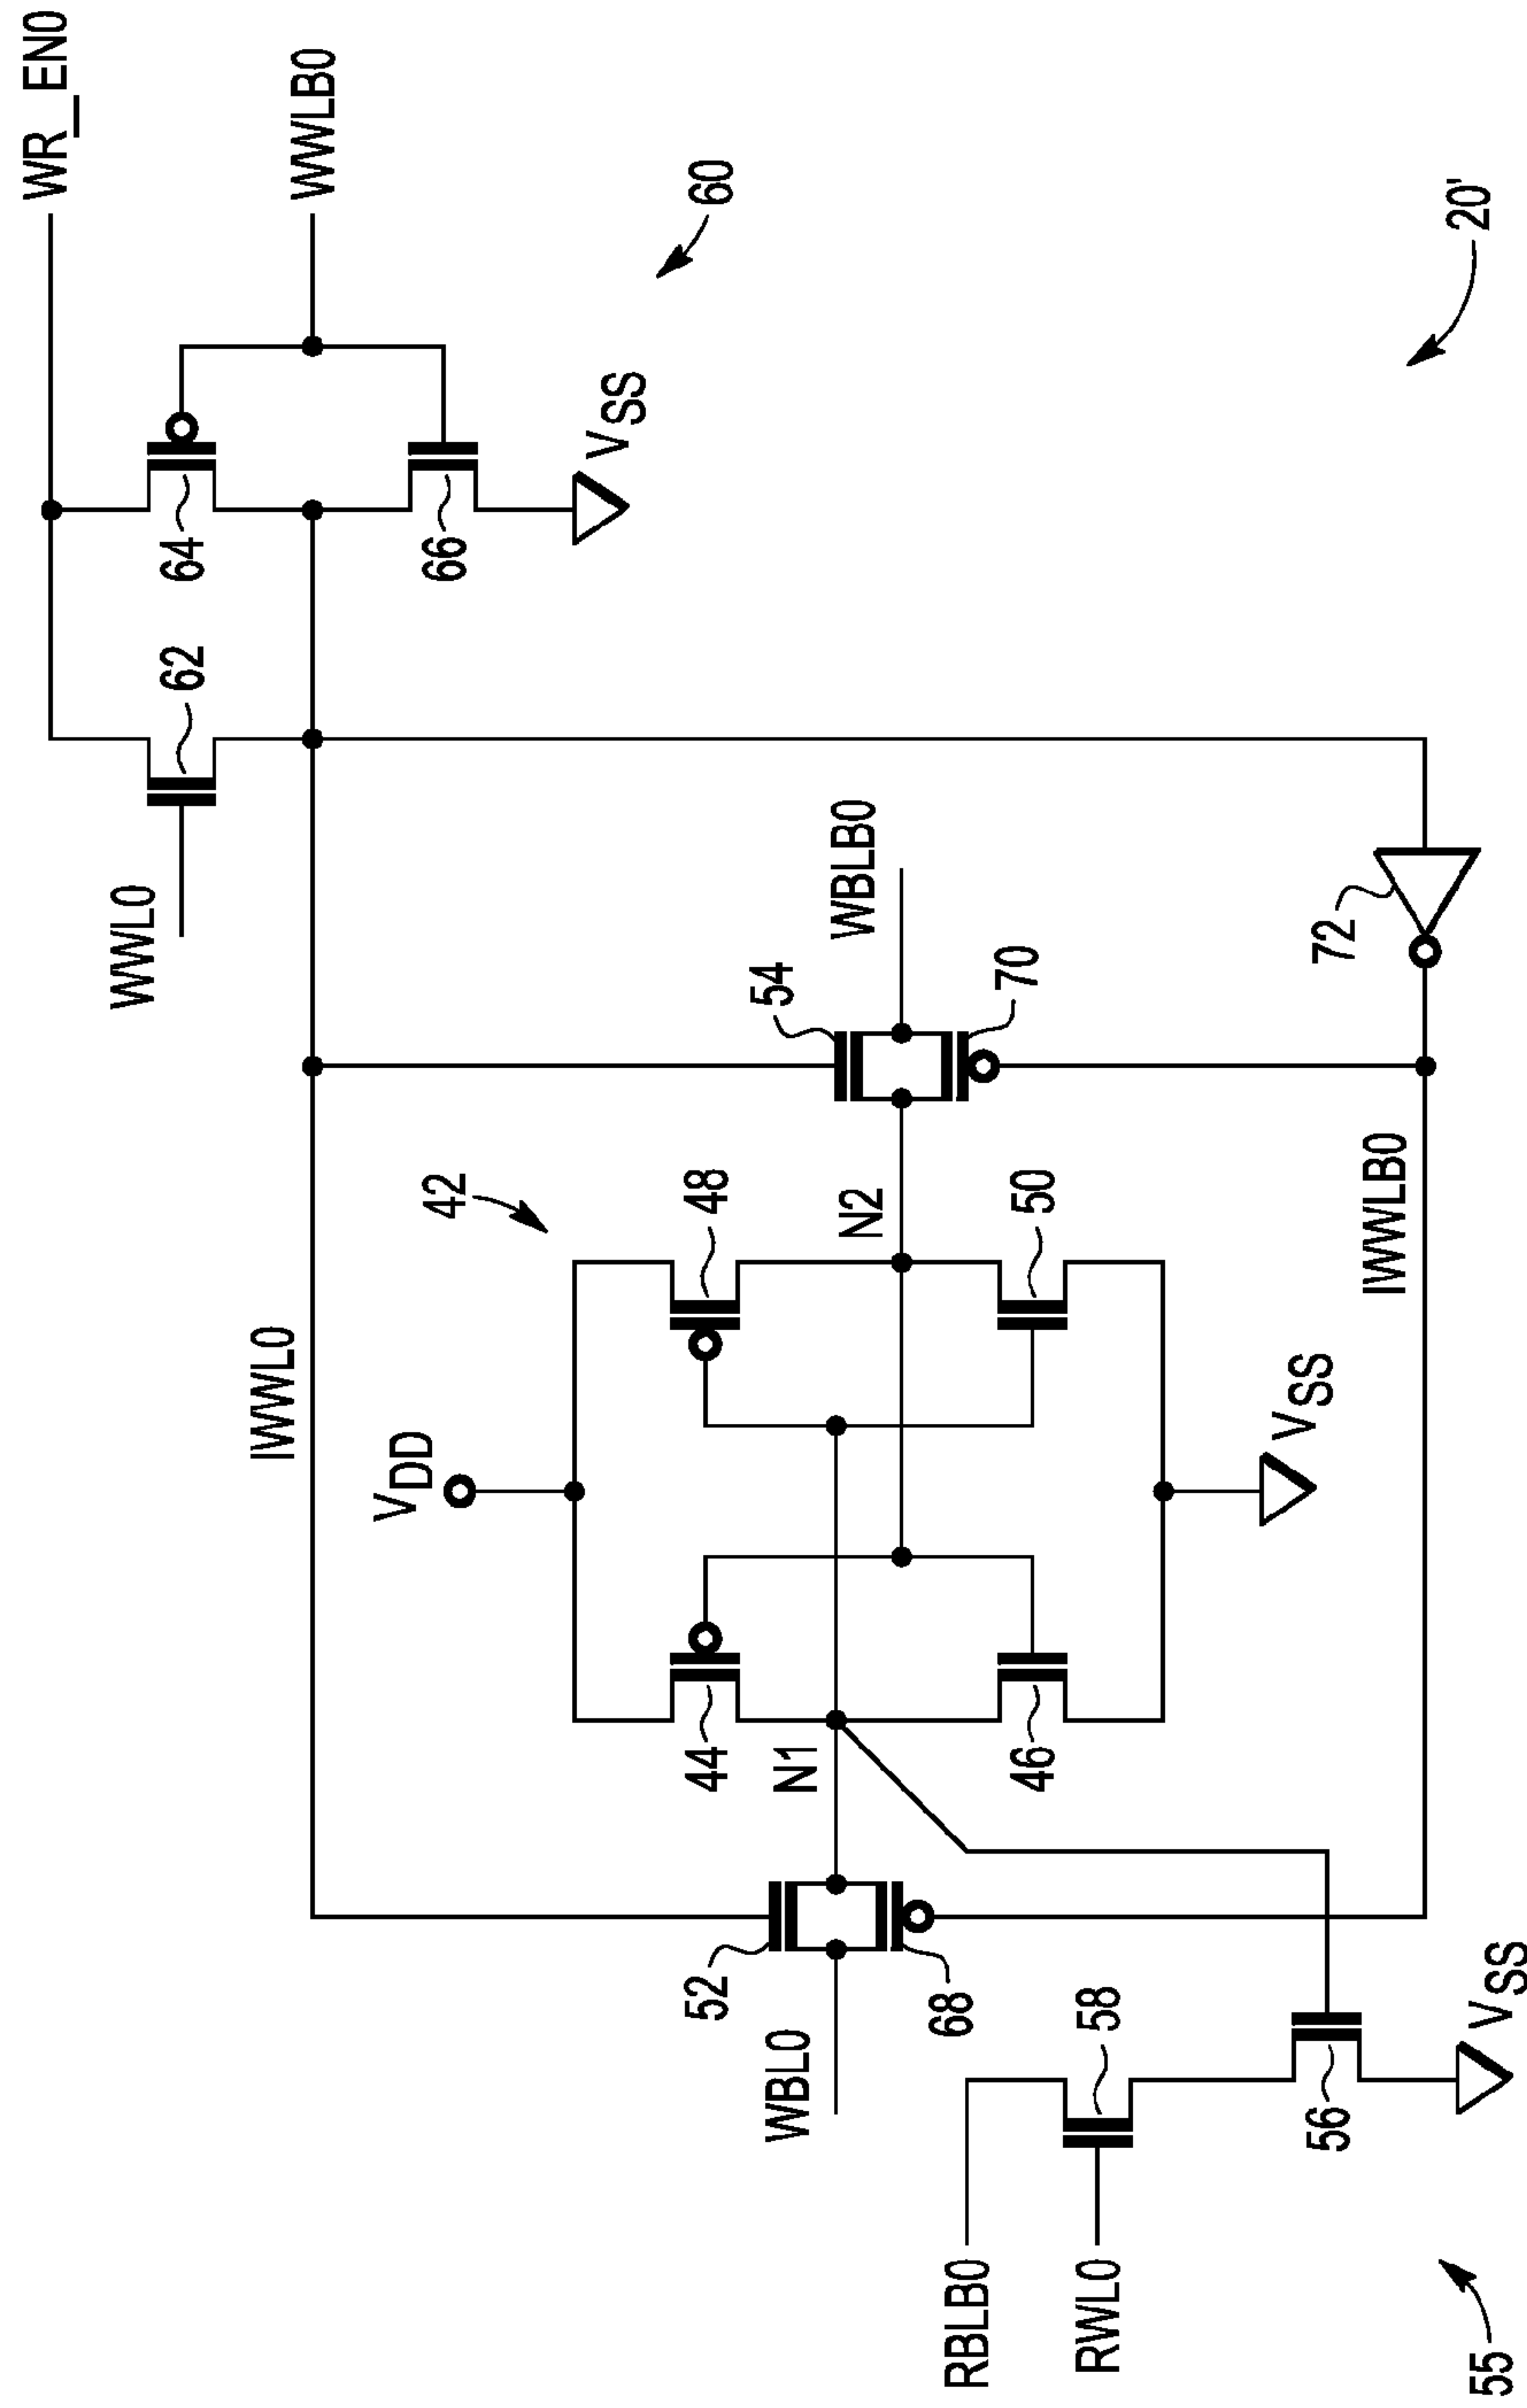 WR_EN0
WWLB0
WWL0
62
64
66
VSS
60
IWWL0
VDD
42
54
WBLB0
70
72
44
48
N1
N2
46
50
VSS
IWWLB0
52
WBL0
68
RBLB0
RWL0
58
56
VSS
55
20'